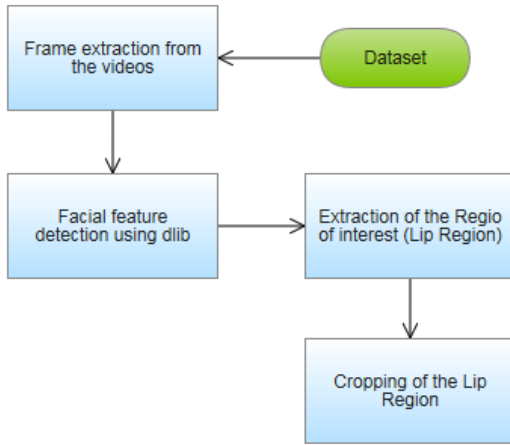 Frame extraction from
the videos
Dataset
Facial feature
detection using dlib
Extraction of the Regio
of interest (Lip Region)
Cropping of the Lip
Region